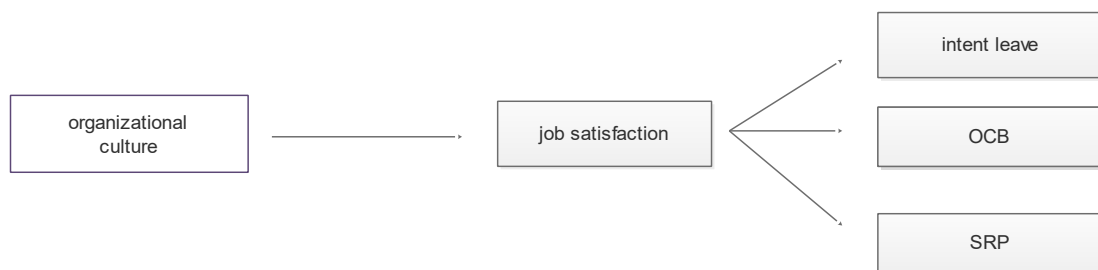 organizational
culture
job satisfaction
intent leave
OCB
SRP